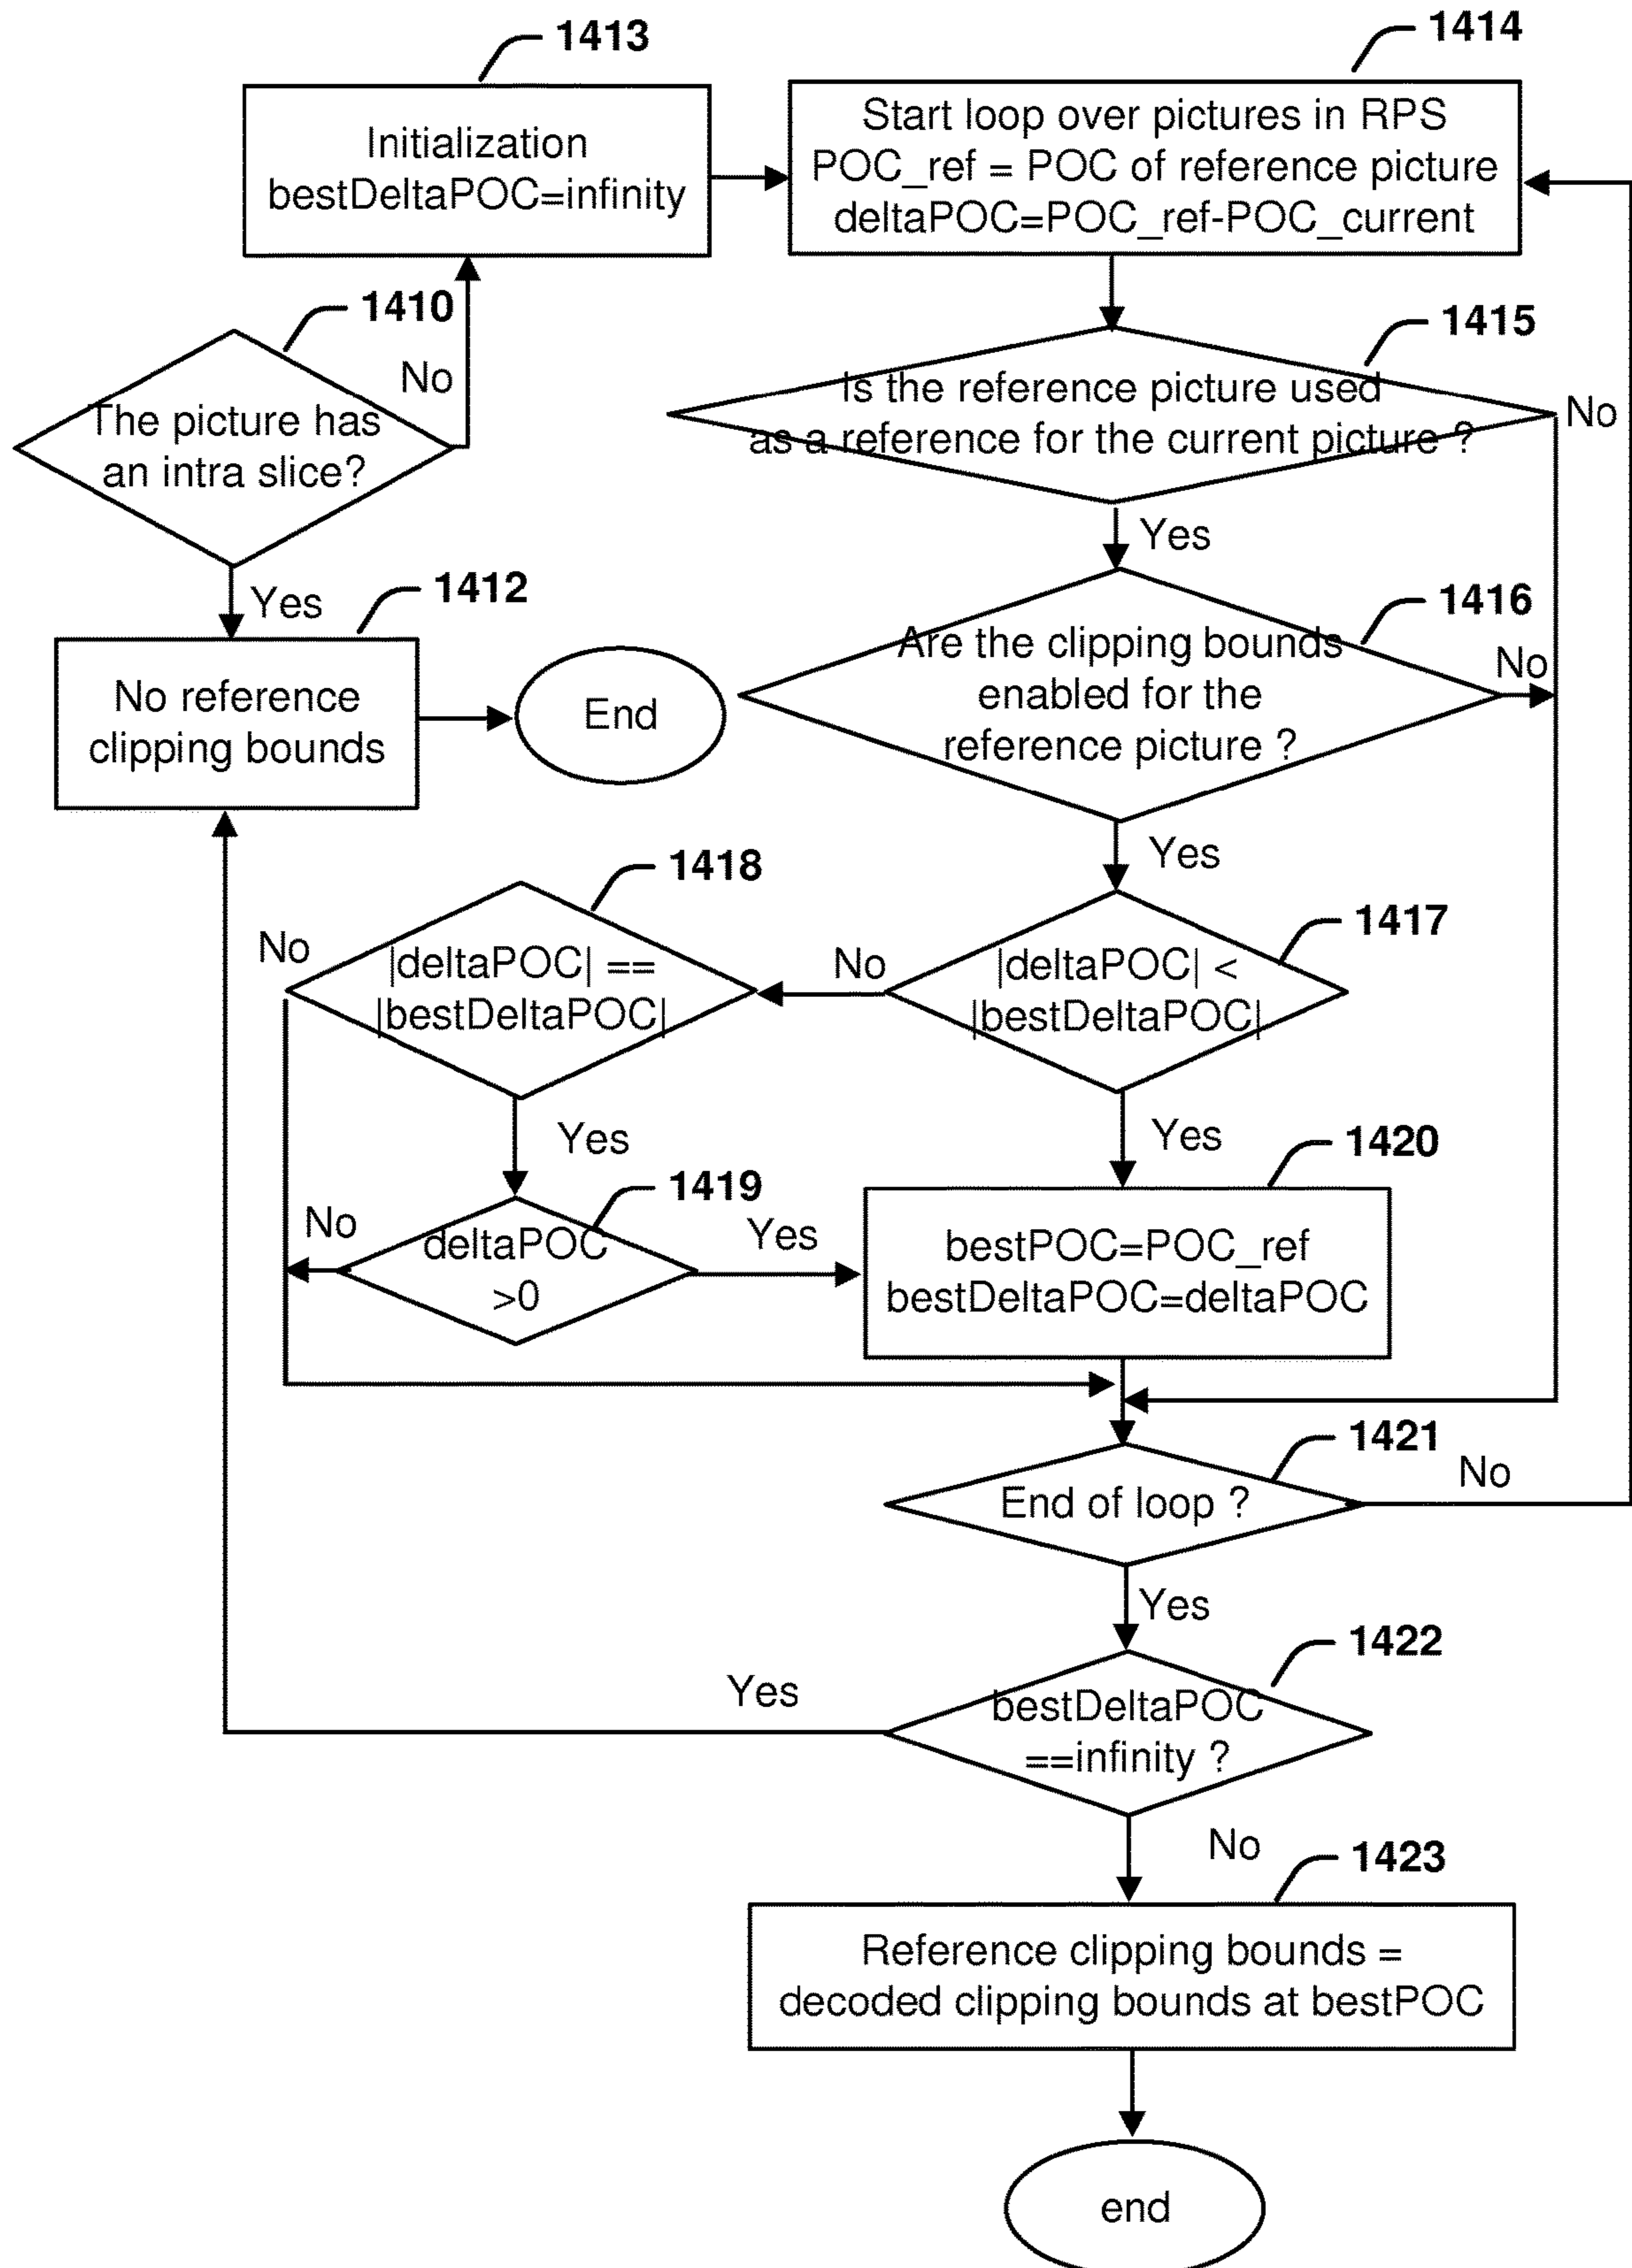 1413
Initialization
bestDeltaPOC=infinity
1414
Start loop over pictures in RPS
POC_ref = POC of reference picture
deltaPOC=POC_ref-POC_current
1410
The picture has
an intra slice?
No
Yes
1412
No reference
clipping bounds
End
1415
Is the reference picture used
as a reference for the current picture ?
No
Yes
1416
Are the clipping bounds
enabled for the
reference picture ?
No
Yes
1417
|deltaPOC| <
|bestDeltaPOC|
No
Yes
1418
|deltaPOC| ==
|bestDeltaPOC|
No
Yes
1419
deltaPOC
>0
No
Yes
1420
bestPOC=POC_ref
bestDeltaPOC=deltaPOC
1421
End of loop ?
No
Yes
1422
bestDeltaPOC
==infinity ?
Yes
No
1423
Reference clipping bounds =
decoded clipping bounds at bestPOC
end